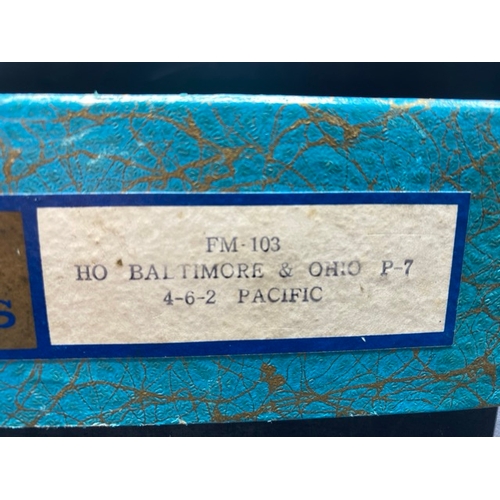 FM-103
HO BALTIMORE & OHIO P-7
4-6-2 PACIFIC
S